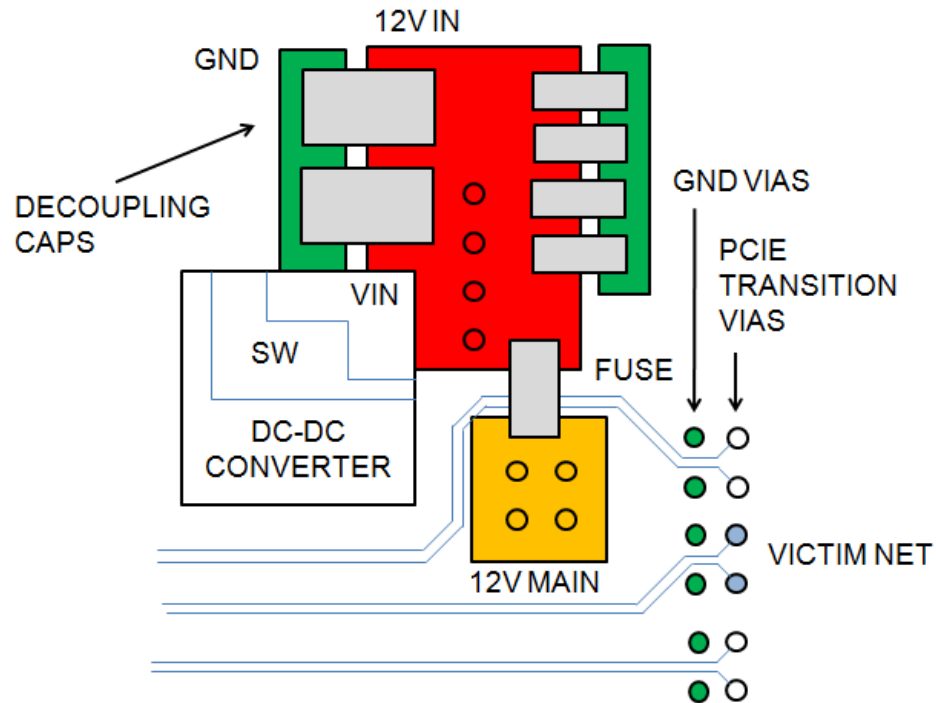 12V IN
GND
DECOUPLING
CAPS
GND VIAS
PCIE
TRANSITION
VIAS
VIN
SW
FUSE
DC-DC
CONVERTER
VICTIM NET
12V MAIN